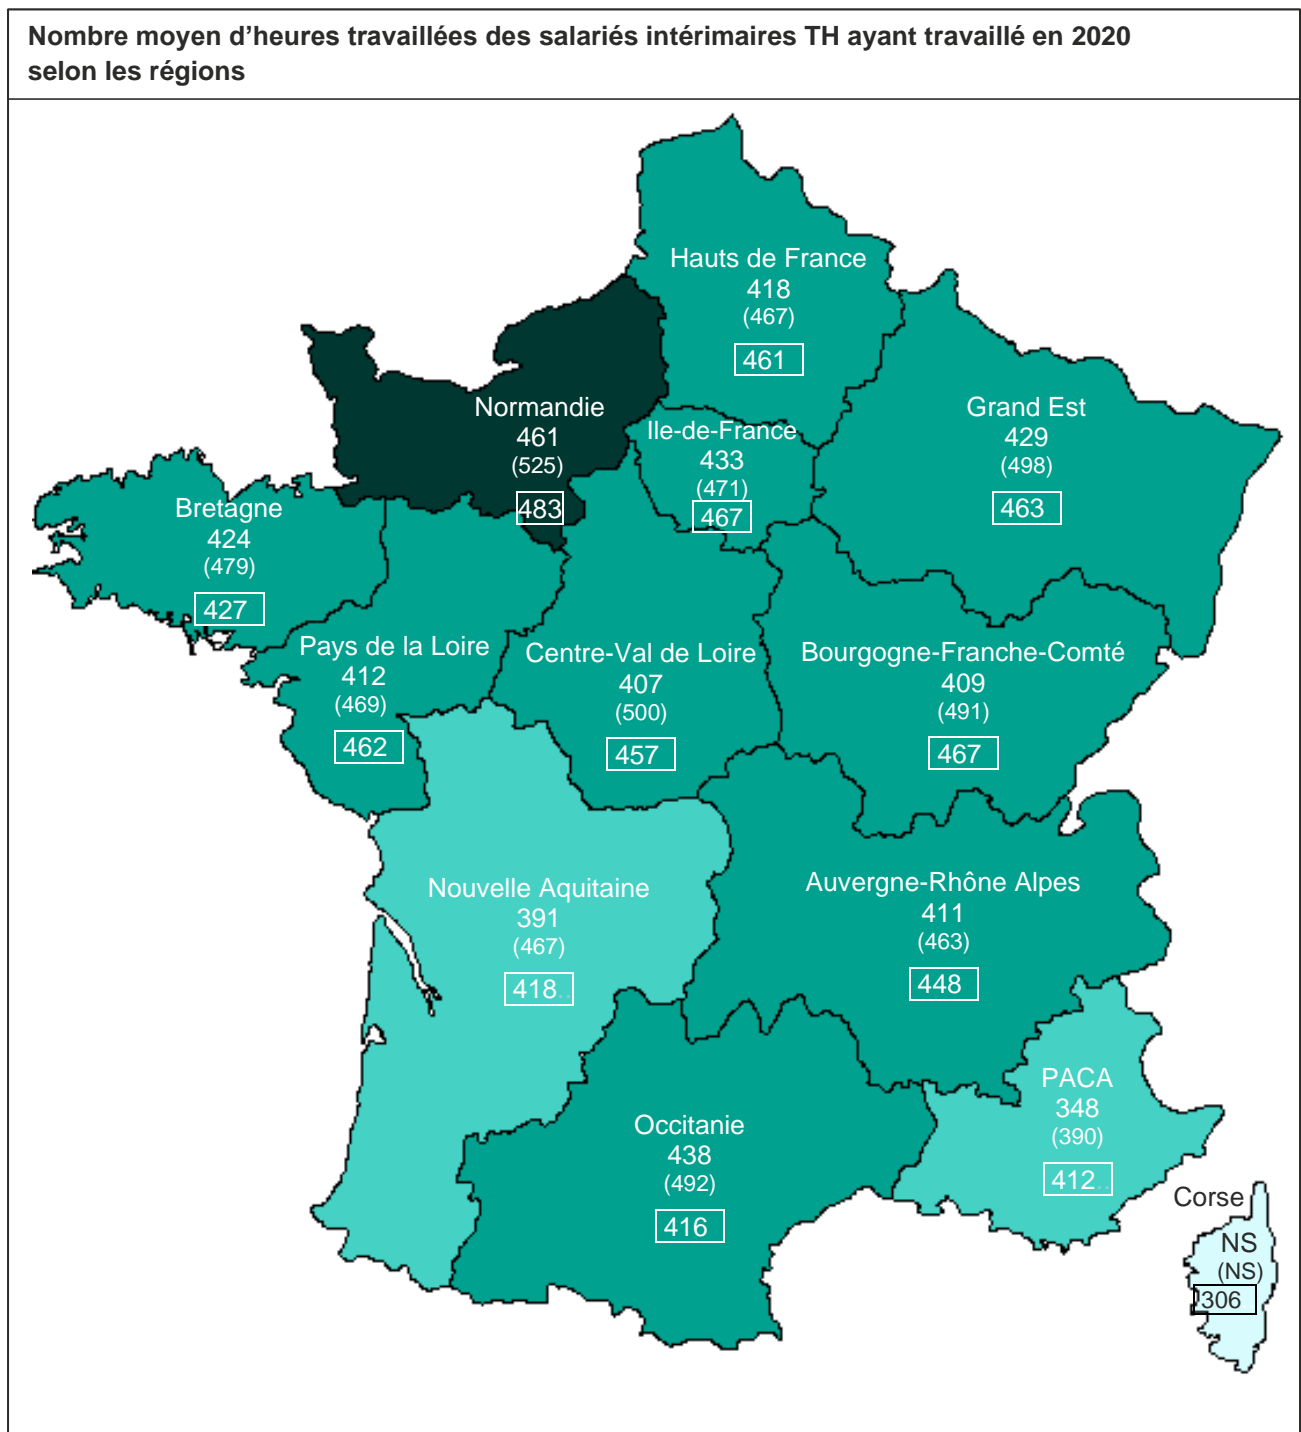 Nombre moyen d’heures travaillées des salariés intérimaires TH ayant travaillé en 2020
selon les régions
Hauts de France
418
(467)
461
Normandie
461
(525)
483
Ile-de-France
433
(471)
467
Grand Est
429
(498)
463
Bretagne
424
(479)
427
Pays de la Loire
412
(469)
462
Centre-Val de Loire
407
(500)
457
Bourgogne-Franche-Comté
409
(491)
467
Nouvelle Aquitaine
391
(467)
418..
Auvergne-Rhône Alpes
411
(463)
448
PACA
348
(390)
412..
Occitanie
438
(492)
416
Corse
NS
(NS)
306